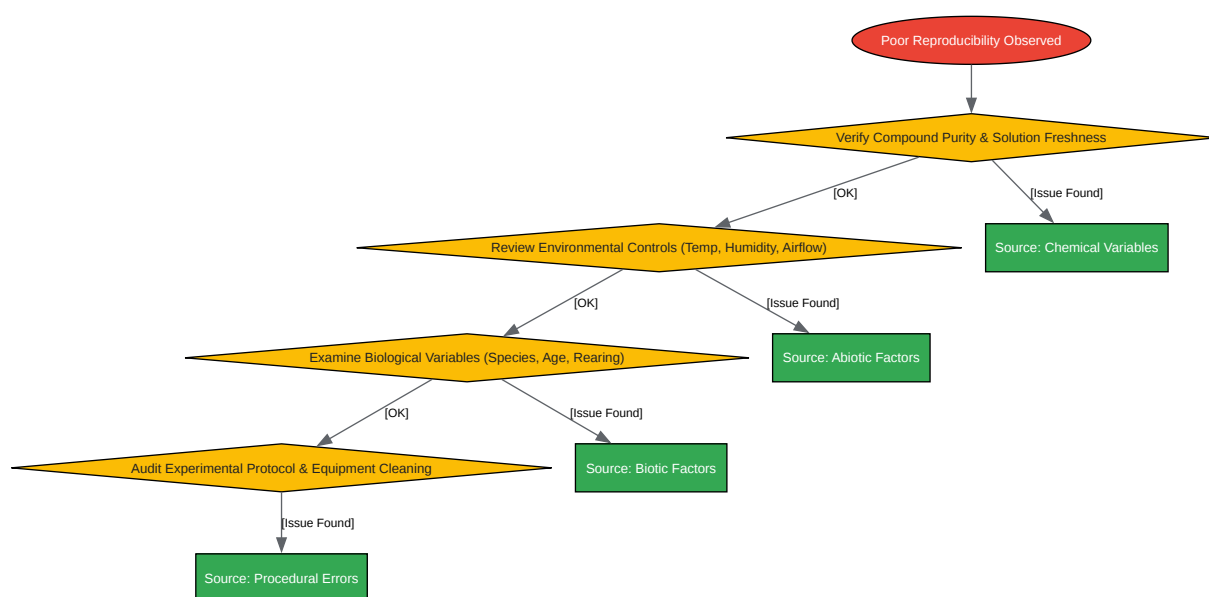 Poor Reproducibility Observed
Verify Compound Purity & Solution Freshness
[OK]
[Issue Found]
Review Environmental Controls (Temp, Humidity, Airflow)
Source: Chemical Variables
[OK]
[Issue Found]
Examine Biological Variables (Species, Age, Rearing)
Source: Abiotic Factors
[OK]
[Issue Found]
Audit Experimental Protocol & Equipment Cleaning
Source: Biotic Factors
[Issue Found]
Source: Procedural Errors